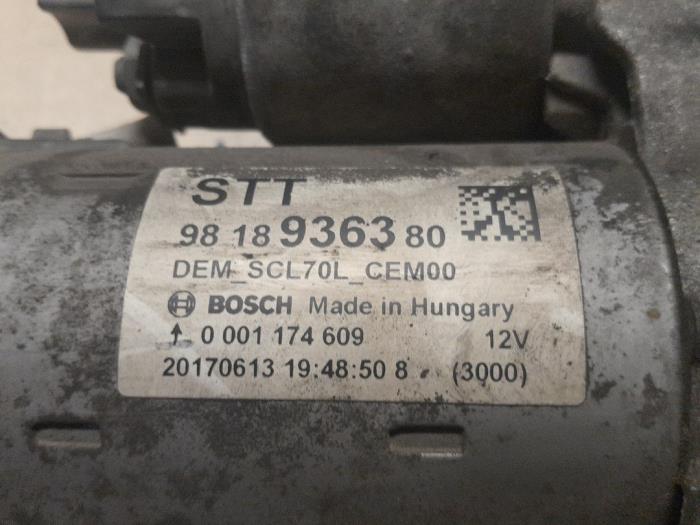 STT
98 18 9363 80
DEM_SCL70L_CEM00
BOSCH Made in Hungary
0 001 174 609 12V
20170613 19:48:50 8 (3000)